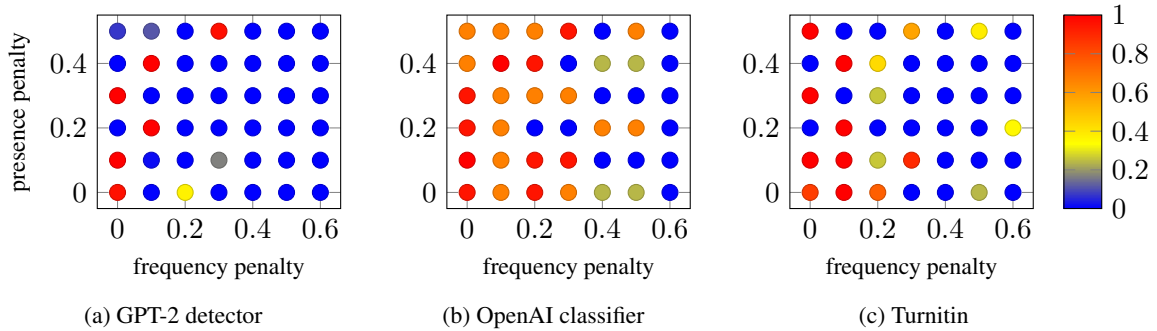 presence penalty
0.4
0.2
0
0 0.2 0.4 0.6
frequency penalty
(a) GPT-2 detector
0.4
0.2
0
0 0.2 0.4 0.6
frequency penalty
(b) OpenAI classifier
0.4
0.2
0
0 0.2 0.4 0.6
frequency penalty
(c) Turnitin
1
0.8
0.6
0.4
0.2
0